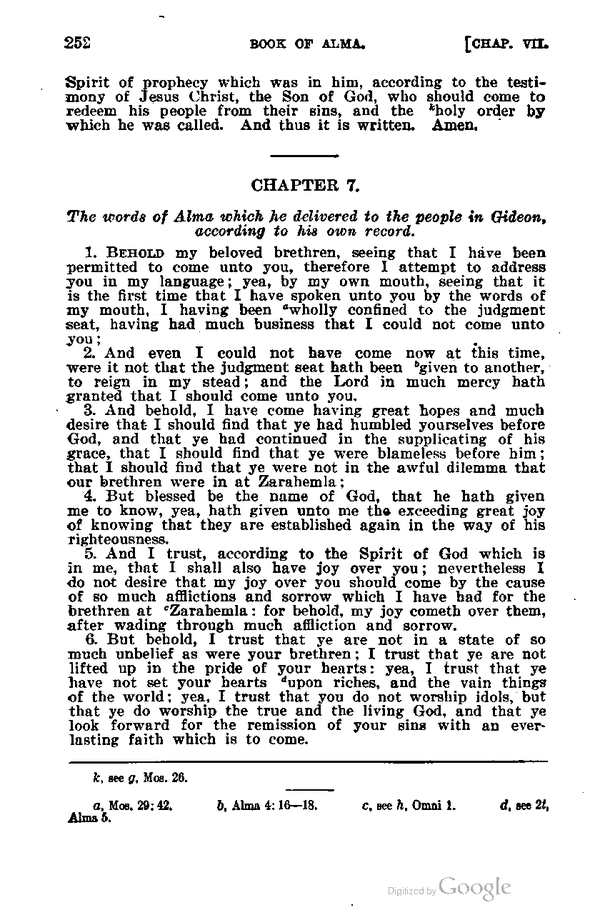 252 BOOK OF ALMA. [CHAP. VII.
Spirit of prophecy which was in him, according to the testi-
mony of Jesus Christ, the Son of God, who should come to
redeem his people from their sins, and the kholy order by
which he was called. And thus it is written. Amen.
CHAPTER 7.
The words of Alma which he delivered to the people in Gideon,
according to his own record.
1. BEHOLD my beloved brethren, seeing that I have been
permitted to come unto you, therefore I attempt to address
you in my language; yea, by my own mouth, seeing that it
is the first time that I have spoken unto you by the words of
my mouth, I having been awholly confined to the judgment
seat, having had much business that I could not come unto
you;
2. And even I could not have come now at this time,
were it not that the judgment seat hath been bgiven to another,
to reign in my stead; and the Lord in much mercy hath
granted that I should come unto you.
3. And behold, I have come having great hopes and much
desire that I should find that ye had humbled yourselves before
God, and that ye had continued in the supplicating of his
grace, that I should find that ye were blameless before him;
that I should find that ye were not in the awful dilemma that
our brethren were in at Zarahemla;
4. But blessed be the name of God, that he hath given
me to know, yea, hath given unto me the exceeding great joy
of knowing that they are established again in the way of his
righteousness.
5. And I trust, according to the Spirit of God which is
in me, that I shall also have joy over you; nevertheless I
do not desire that my joy over you should come by the cause
of so much afflictions and sorrow which I have had for the
brethren at cZarahemla: for behold, my joy cometh over them,
after wading through much affliction and sorrow.
6. But behold, I trust that ye are not in a state of so
much unbelief as were your brethren; I trust that ye are not
lifted up in the pride of your hearts: yea, I trust that ye
have not set your hearts dupon riches, and the vain things
of the world; yea, I trust that you do not worship idols, but
that ye do worship the true and the living God, and that ye
look forward for the remission of your sins with an ever-
lasting faith which is to come.
k, see g, Mos. 26.
a, Mos. 29: 42. b, Alma 4: 16—18. c, see h, Omni 1. d, see 2t,
Alma 5.
Digitized by Google